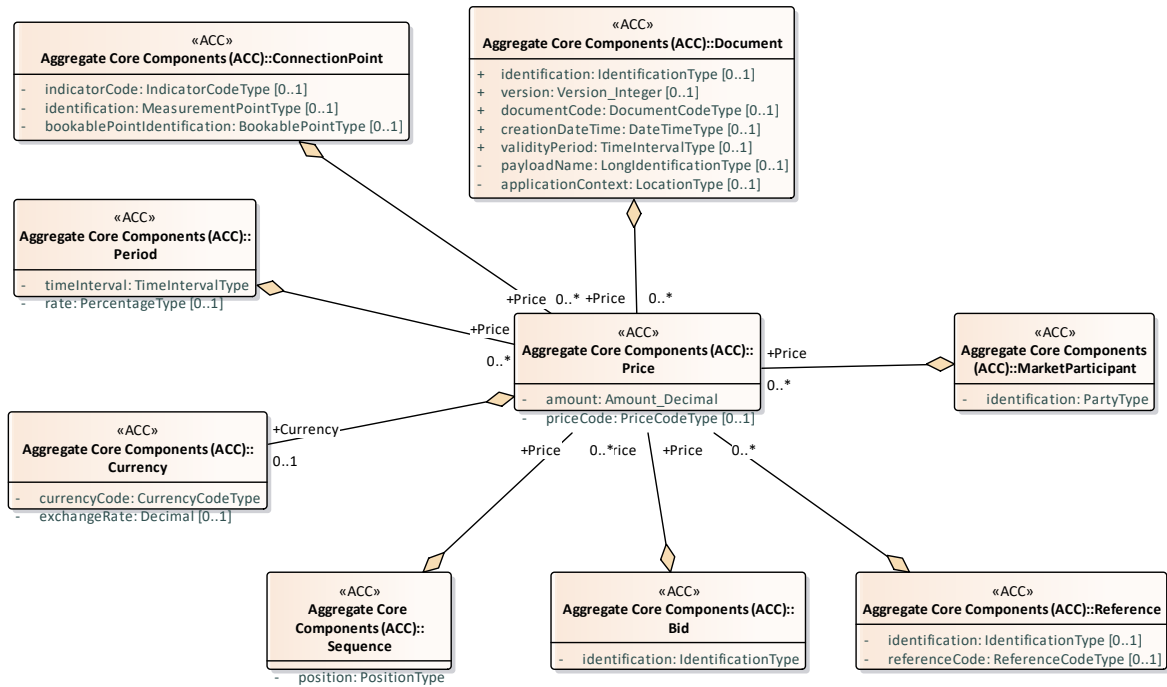 «ACC»
Aggregate Core Components (ACC)::ConnectionPoint
- indicatorCode: IndicatorCodeType [0..1]
- identification: MeasurementPointType [0..1]
- bookablePointIdentification: BookablePointType [0..1]
«ACC»
Aggregate Core Components (ACC)::Document
+ identification: IdentificationType [0..1]
+ version: Version_Integer [0..1]
+ documentCode: DocumentCodeType [0..1]
+ creationDateTime: DateTimeType [0..1]
+ validityPeriod: TimeIntervalType [0..1]
- payloadName: LongIdentificationType [0..1]
- applicationContext: LocationType [0..1]
«ACC»
Aggregate Core Components (ACC)::
Period
- timeInterval: TimeIntervalType
- rate: PercentageType [0..1]
+Price 0..* +Price 0..*
+Price
0..*
«ACC»
Aggregate Core Components (ACC)::
Price
- amount: Amount_Decimal
- priceCode: PriceCodeType [0..1]
+Price
0..*
«ACC»
Aggregate Core Components
(ACC)::MarketParticipant
- identification: PartyType
«ACC»
Aggregate Core Components (ACC)::
Currency
- currencyCode: CurrencyCodeType
- exchangeRate: Decimal [0..1]
+Currency
0..1
+Price 0..*rice +Price 0..*
«ACC»
Aggregate Core
Components (ACC)::
Sequence
- position: PositionType
«ACC»
Aggregate Core Components (ACC)::
Bid
- identification: IdentificationType
«ACC»
Aggregate Core Components (ACC)::Reference
- identification: IdentificationType [0..1]
- referenceCode: ReferenceCodeType [0..1]